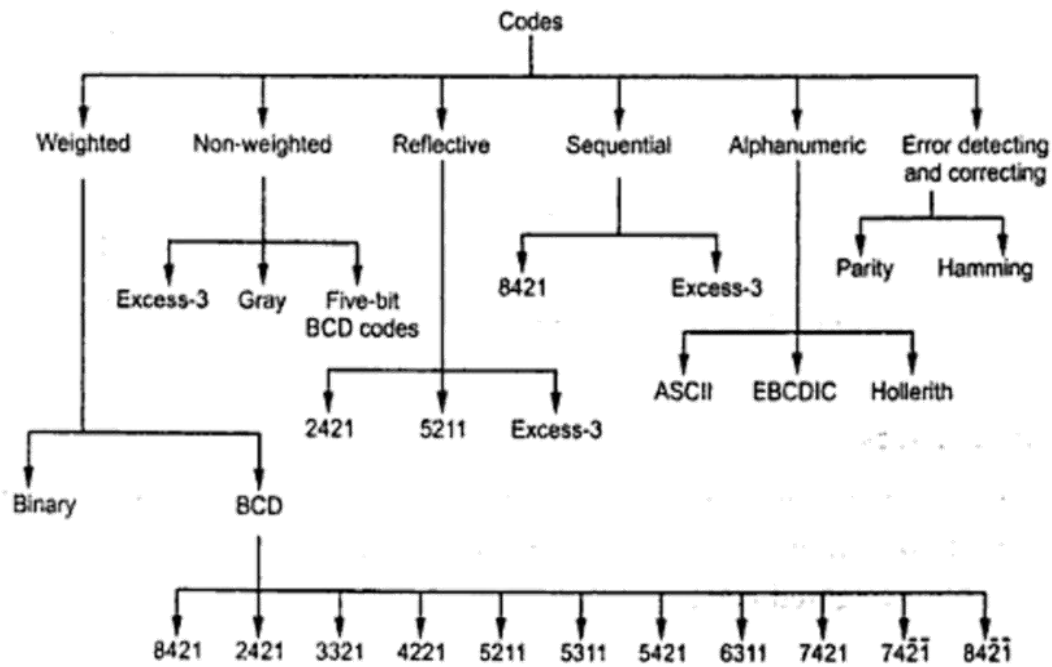 Codes
Weighted Non-weighted Reflective Sequential Alphanumeric Error detecting
and correcting
Parity Hamming
Excess-3 Gray Five-bit
BCD codes
8421 Excess-3
ASCII EBCDIC Hollerith
2421 5211 Excess-3
Binary BCD
8421 2421 3321 4221 5211 5311 5421 6311 7421 742̅1̅ 842̅1̅